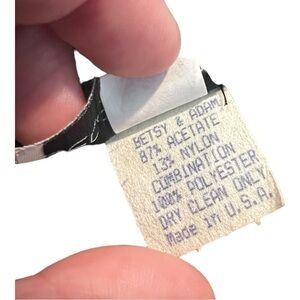 BETSY & ADAM
87% ACETATE
13% NYLON
COMBINATION
100% POLYESTER
DRY CLEAN ONLY
Made in U.S.A.